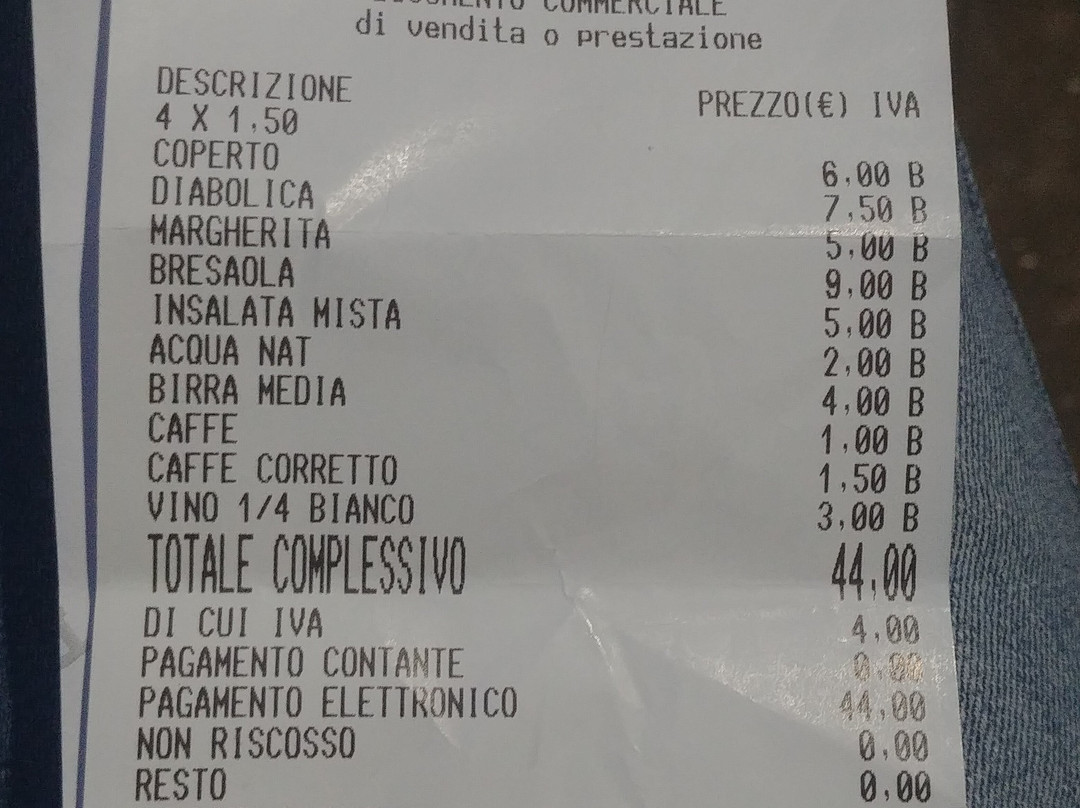 DOCUMENTO COMMERCIALE
di vendita o prestazione
DESCRIZIONE PREZZO(€) IVA
4 X 1,50
COPERTO 6,00 B
DIABOLICA 7,50 B
MARGHERITA 5,00 B
BRESAOLA 9,00 B
INSALATA MISTA 5,00 B
ACQUA NAT 2,00 B
BIRRA MEDIA 4,00 B
CAFFE 1,00 B
CAFFE CORRETTO 1,50 B
VINO 1/4 BIANCO 3,00 B
TOTALE COMPLESSIVO 44,00
DI CUI IVA 4,00
PAGAMENTO CONTANTE 0,00
PAGAMENTO ELETTRONICO 44,00
NON RISCOSSO 0,00
RESTO 0,00